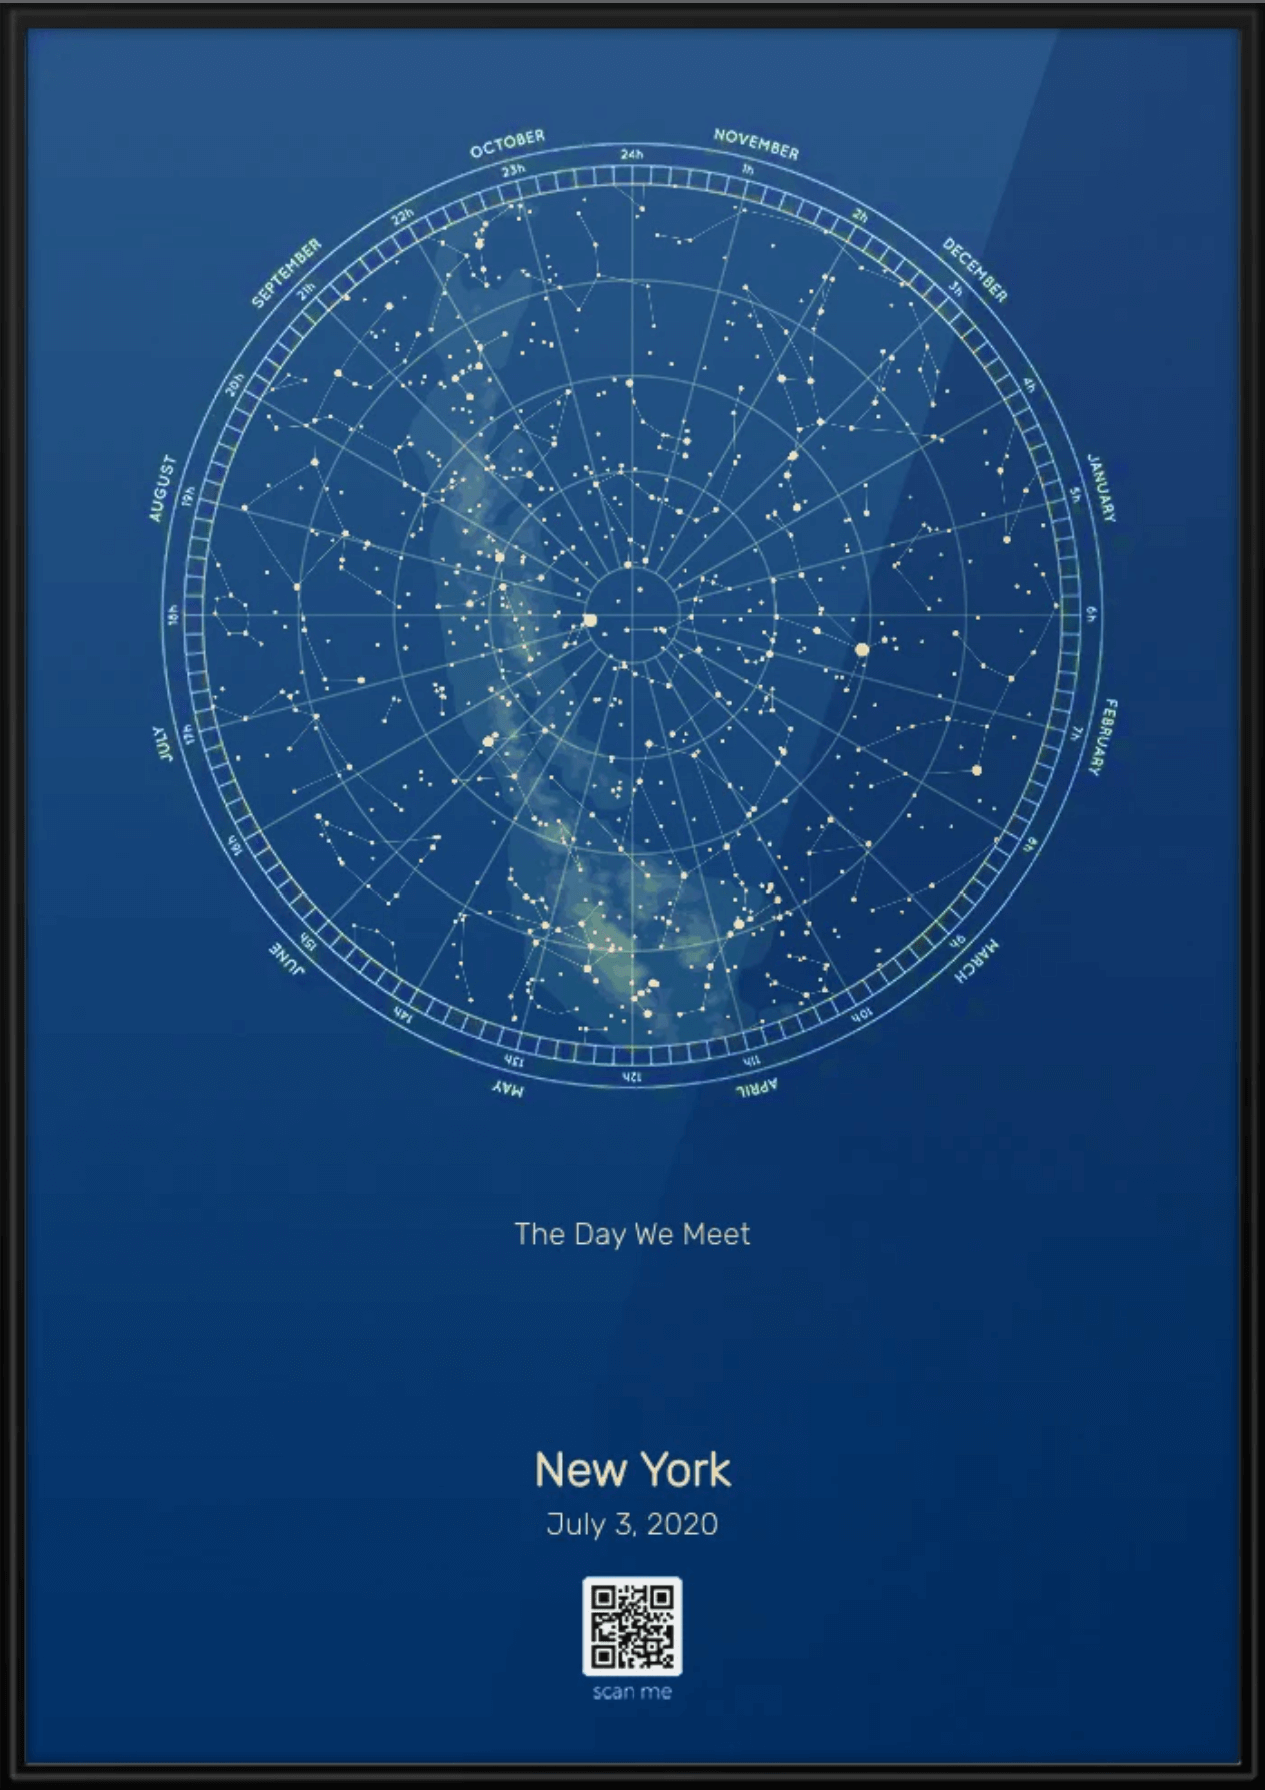 OCTOBER
NOVEMBER
24h
23h
1h
22h
2h
SEPTEMBER
DECEMBER
21h
3h
20h
4h
AUGUST
JANUARY
19h
5h
18h
6h
JULY
FEBRUARY
17h
7h
16h
8h
JUNE
MARCH
15h
9h
14h
10h
13h
11h
12h
MAY
APRIL
The Day We Meet
New York
July 3, 2020
scan me